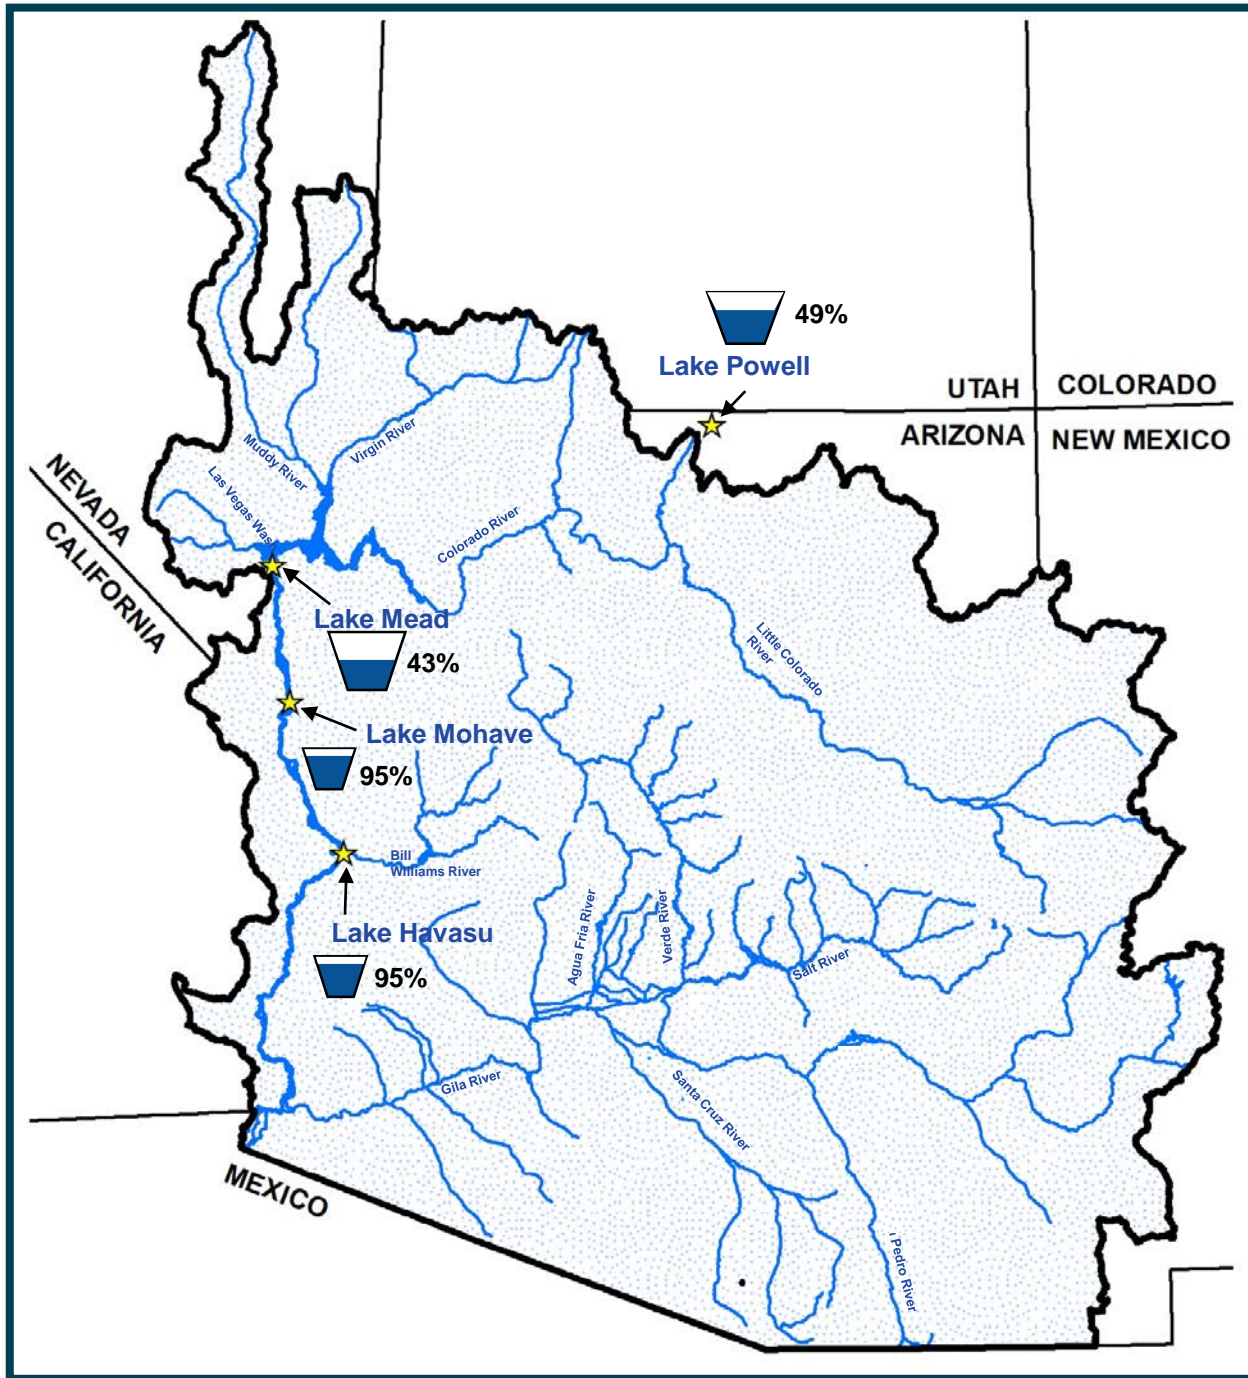 49%
Lake Powell
UTAH
COLORADO
ARIZONA
NEW MEXICO
NEVADA
CALIFORNIA
Muddy River
Virgin River
Las Vegas Was
Colorado River
Lake Mead
43%
Little Colorado
River
Lake Mohave
95%
Bill
Williams River
Lake Havasu
95%
Agua Fria River
Verde River
Salt River
Gila River
Santa Cruz River
Pedro River
MEXICO